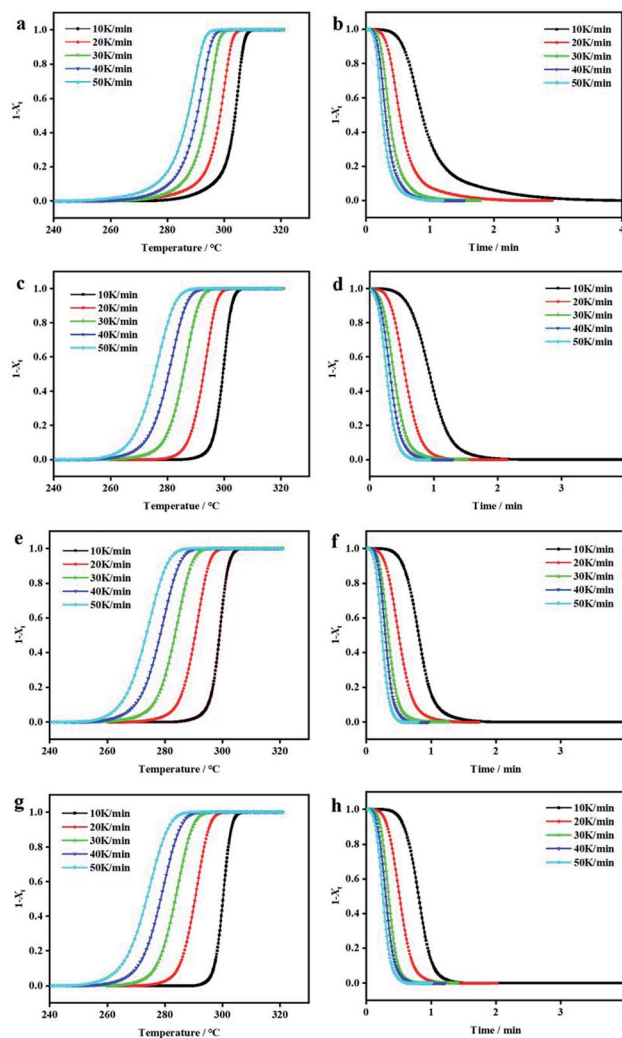 a
1-Xt
1.0
0.8
0.6
0.4
0.2
0.0
10K/min
20K/min
30K/min
40K/min
50K/min
240 260 280 300 320
Temperature / °C
b
1-Xt
1.0
0.8
0.6
0.4
0.2
0.0
10K/min
20K/min
30K/min
40K/min
50K/min
0 1 2 3 4
Time / min
c
1-Xt
1.0
0.8
0.6
0.4
0.2
0.0
10K/min
20K/min
30K/min
40K/min
50K/min
240 260 280 300 320
Temperatuer / °C
d
1-Xt
1.0
0.8
0.6
0.4
0.2
0.0
10K/min
20K/min
30K/min
40K/min
50K/min
0 1 2 3
Time / min
e
1-Xt
1.0
0.8
0.6
0.4
0.2
0.0
10K/min
20K/min
30K/min
40K/min
50K/min
240 260 280 300 320
Temperature / °C
f
1-Xt
1.0
0.8
0.6
0.4
0.2
0.0
10K/min
20K/min
30K/min
40K/min
50K/min
0 1 2 3
Time / min
g
1-Xt
1.0
0.8
0.6
0.4
0.2
0.0
10K/min
20K/min
30K/min
40K/min
50K/min
240 260 280 300 320
Temperature / °C
h
1-Xt
1.0
0.8
0.6
0.4
0.2
0.0
10K/min
20K/min
30K/min
40K/min
50K/min
0 1 2 3
Time / min